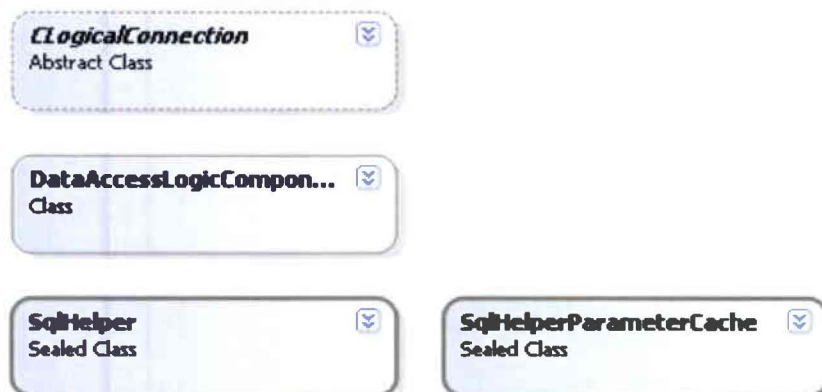 CLogicalConnection
Abstract Class
DataAccessLogicCompon...
Class
SqlHelper
Sealed Class
SqlHelperParameterCache
Sealed Class